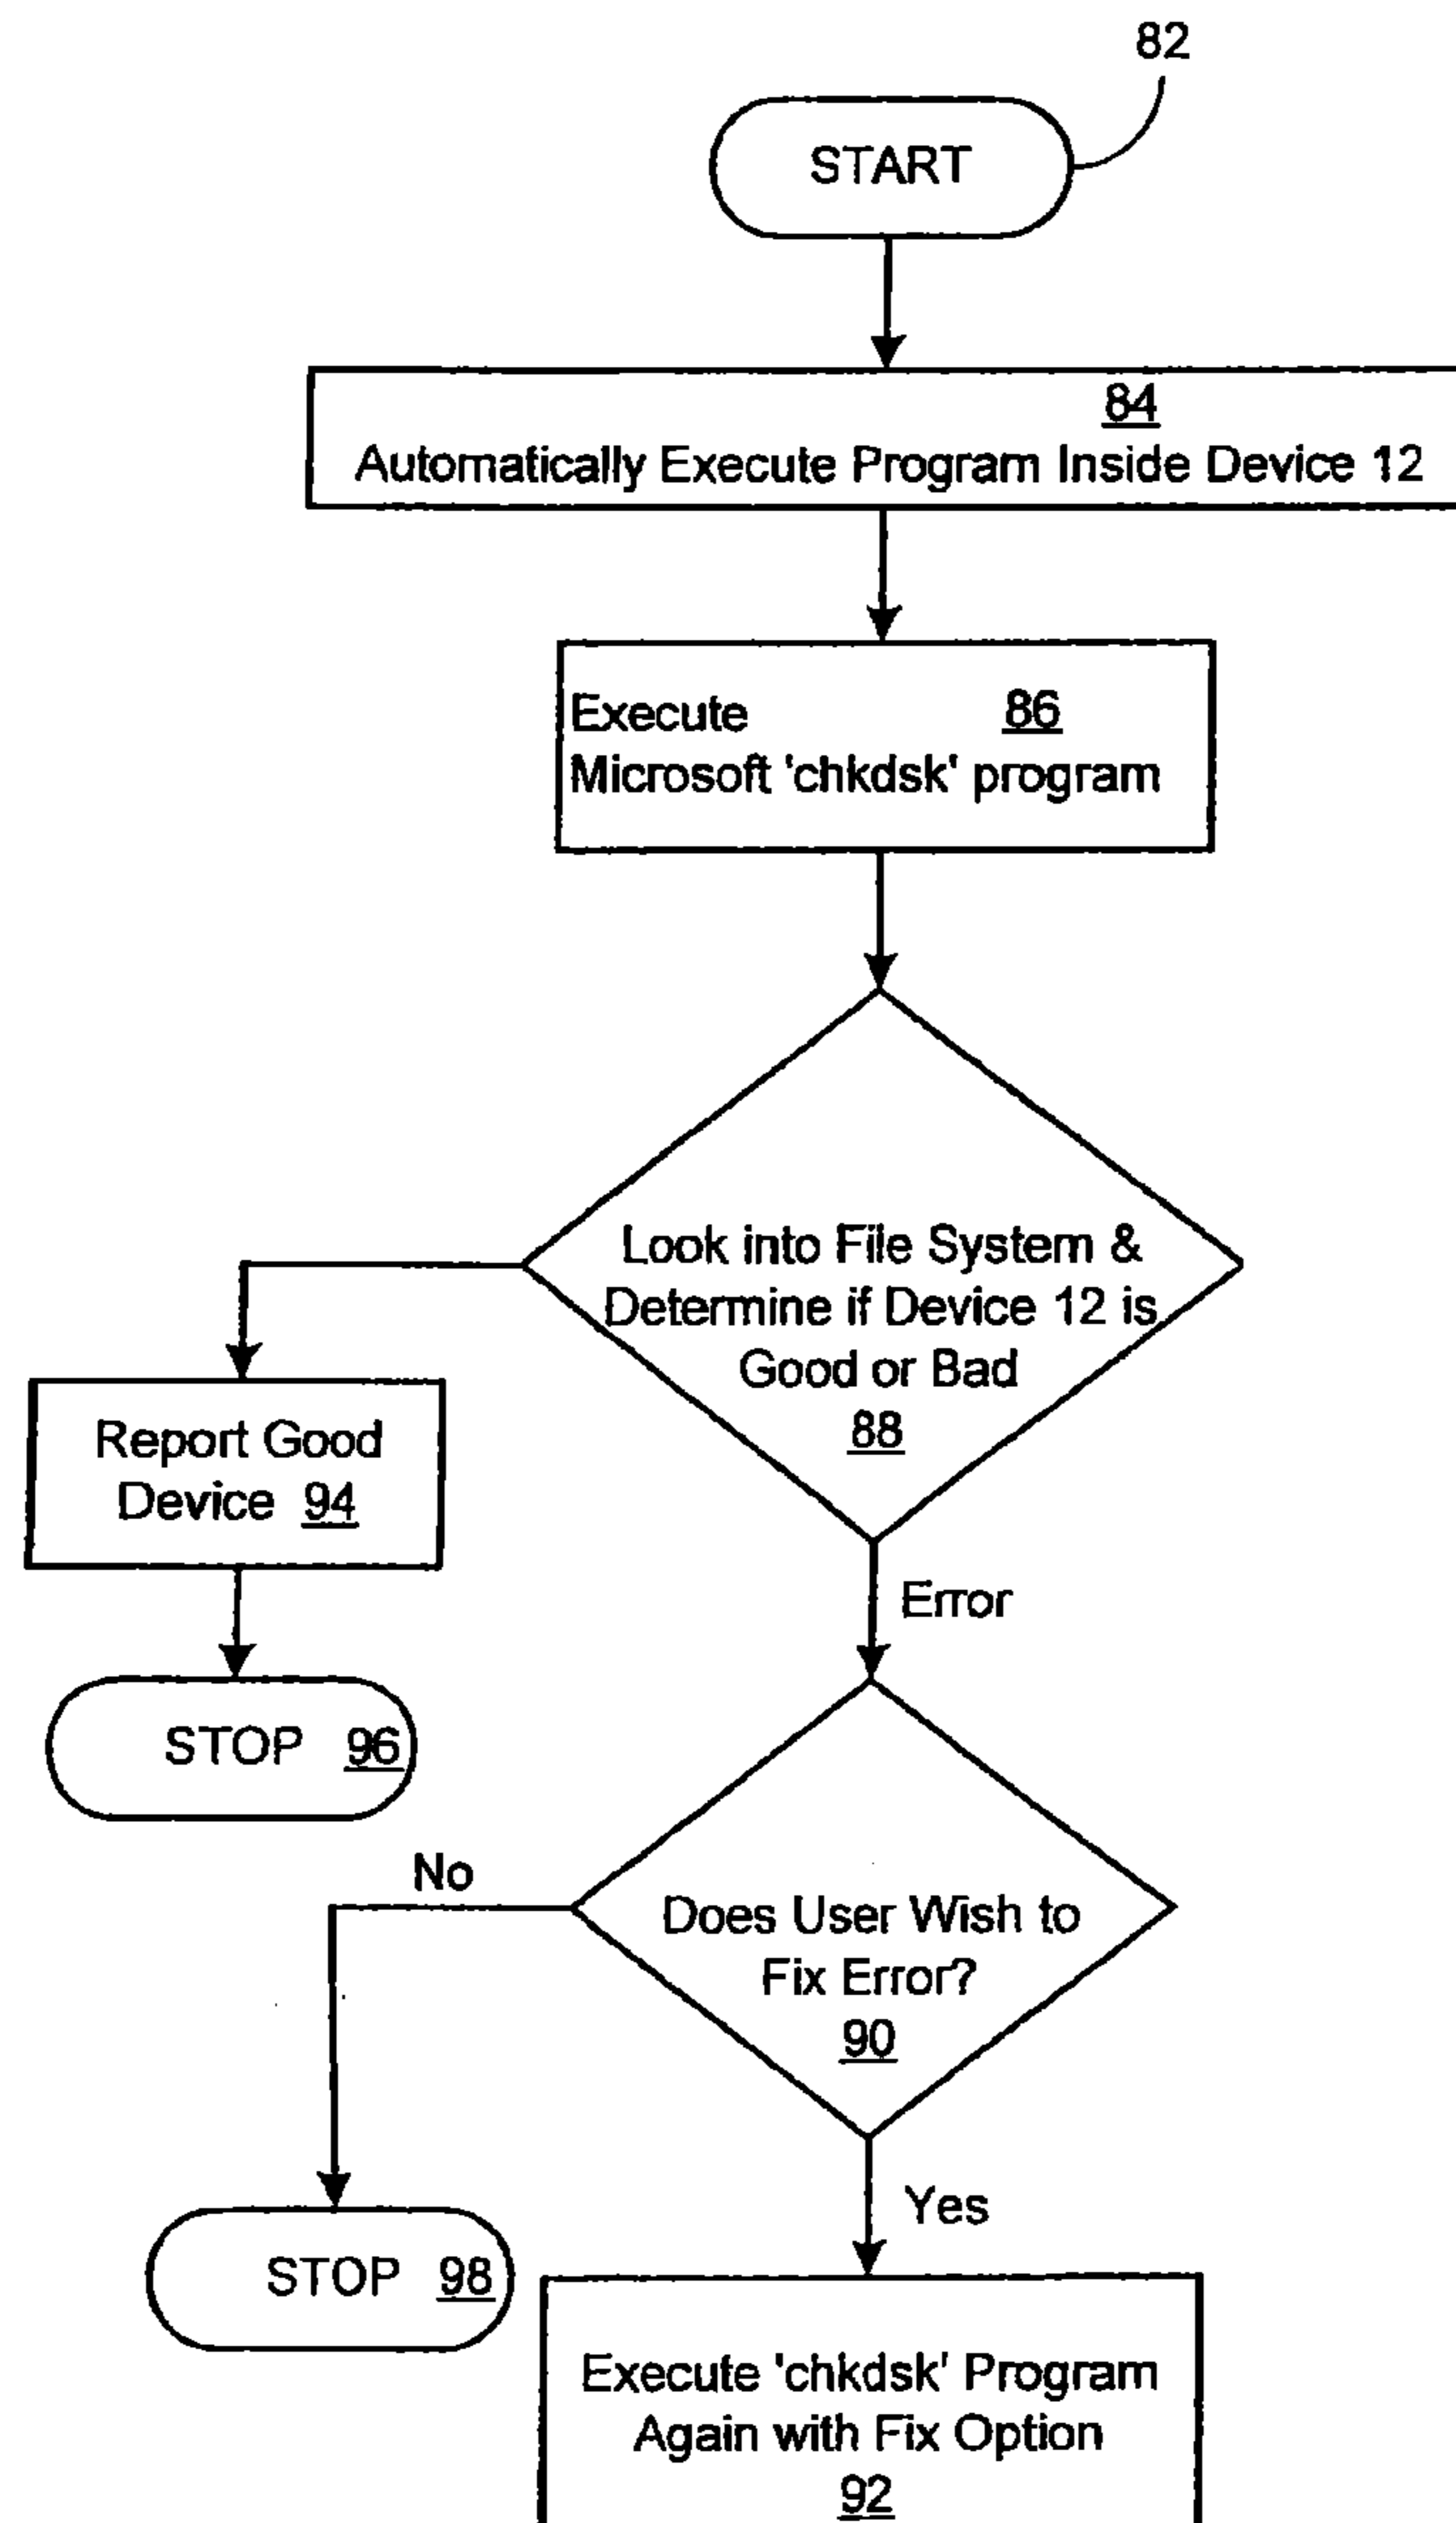 82
START
84
Automatically Execute Program Inside Device 12
Execute 86
Microsoft 'chkdsk' program
Look into File System &
Determine if Device 12 is
Good or Bad
88
Report Good
Device 94
Error
STOP 96
No
Does User Wish to
Fix Error?
90
Yes
STOP 98
Execute 'chkdsk' Program
Again with Fix Option
92